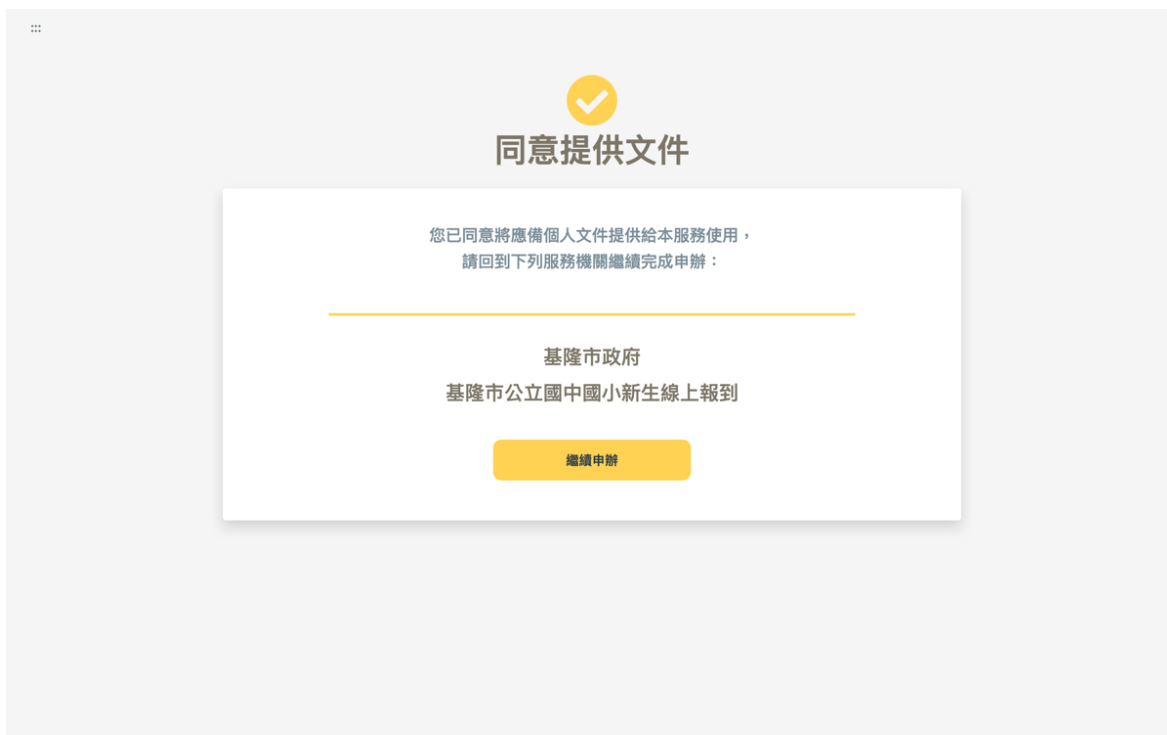 :::
同意提供文件
您已同意將應備個人文件提供給本服務使用，
請回到下列服務機關繼續完成申辦：
基隆市政府
基隆市公立國中國小新生線上報到
繼續申辦